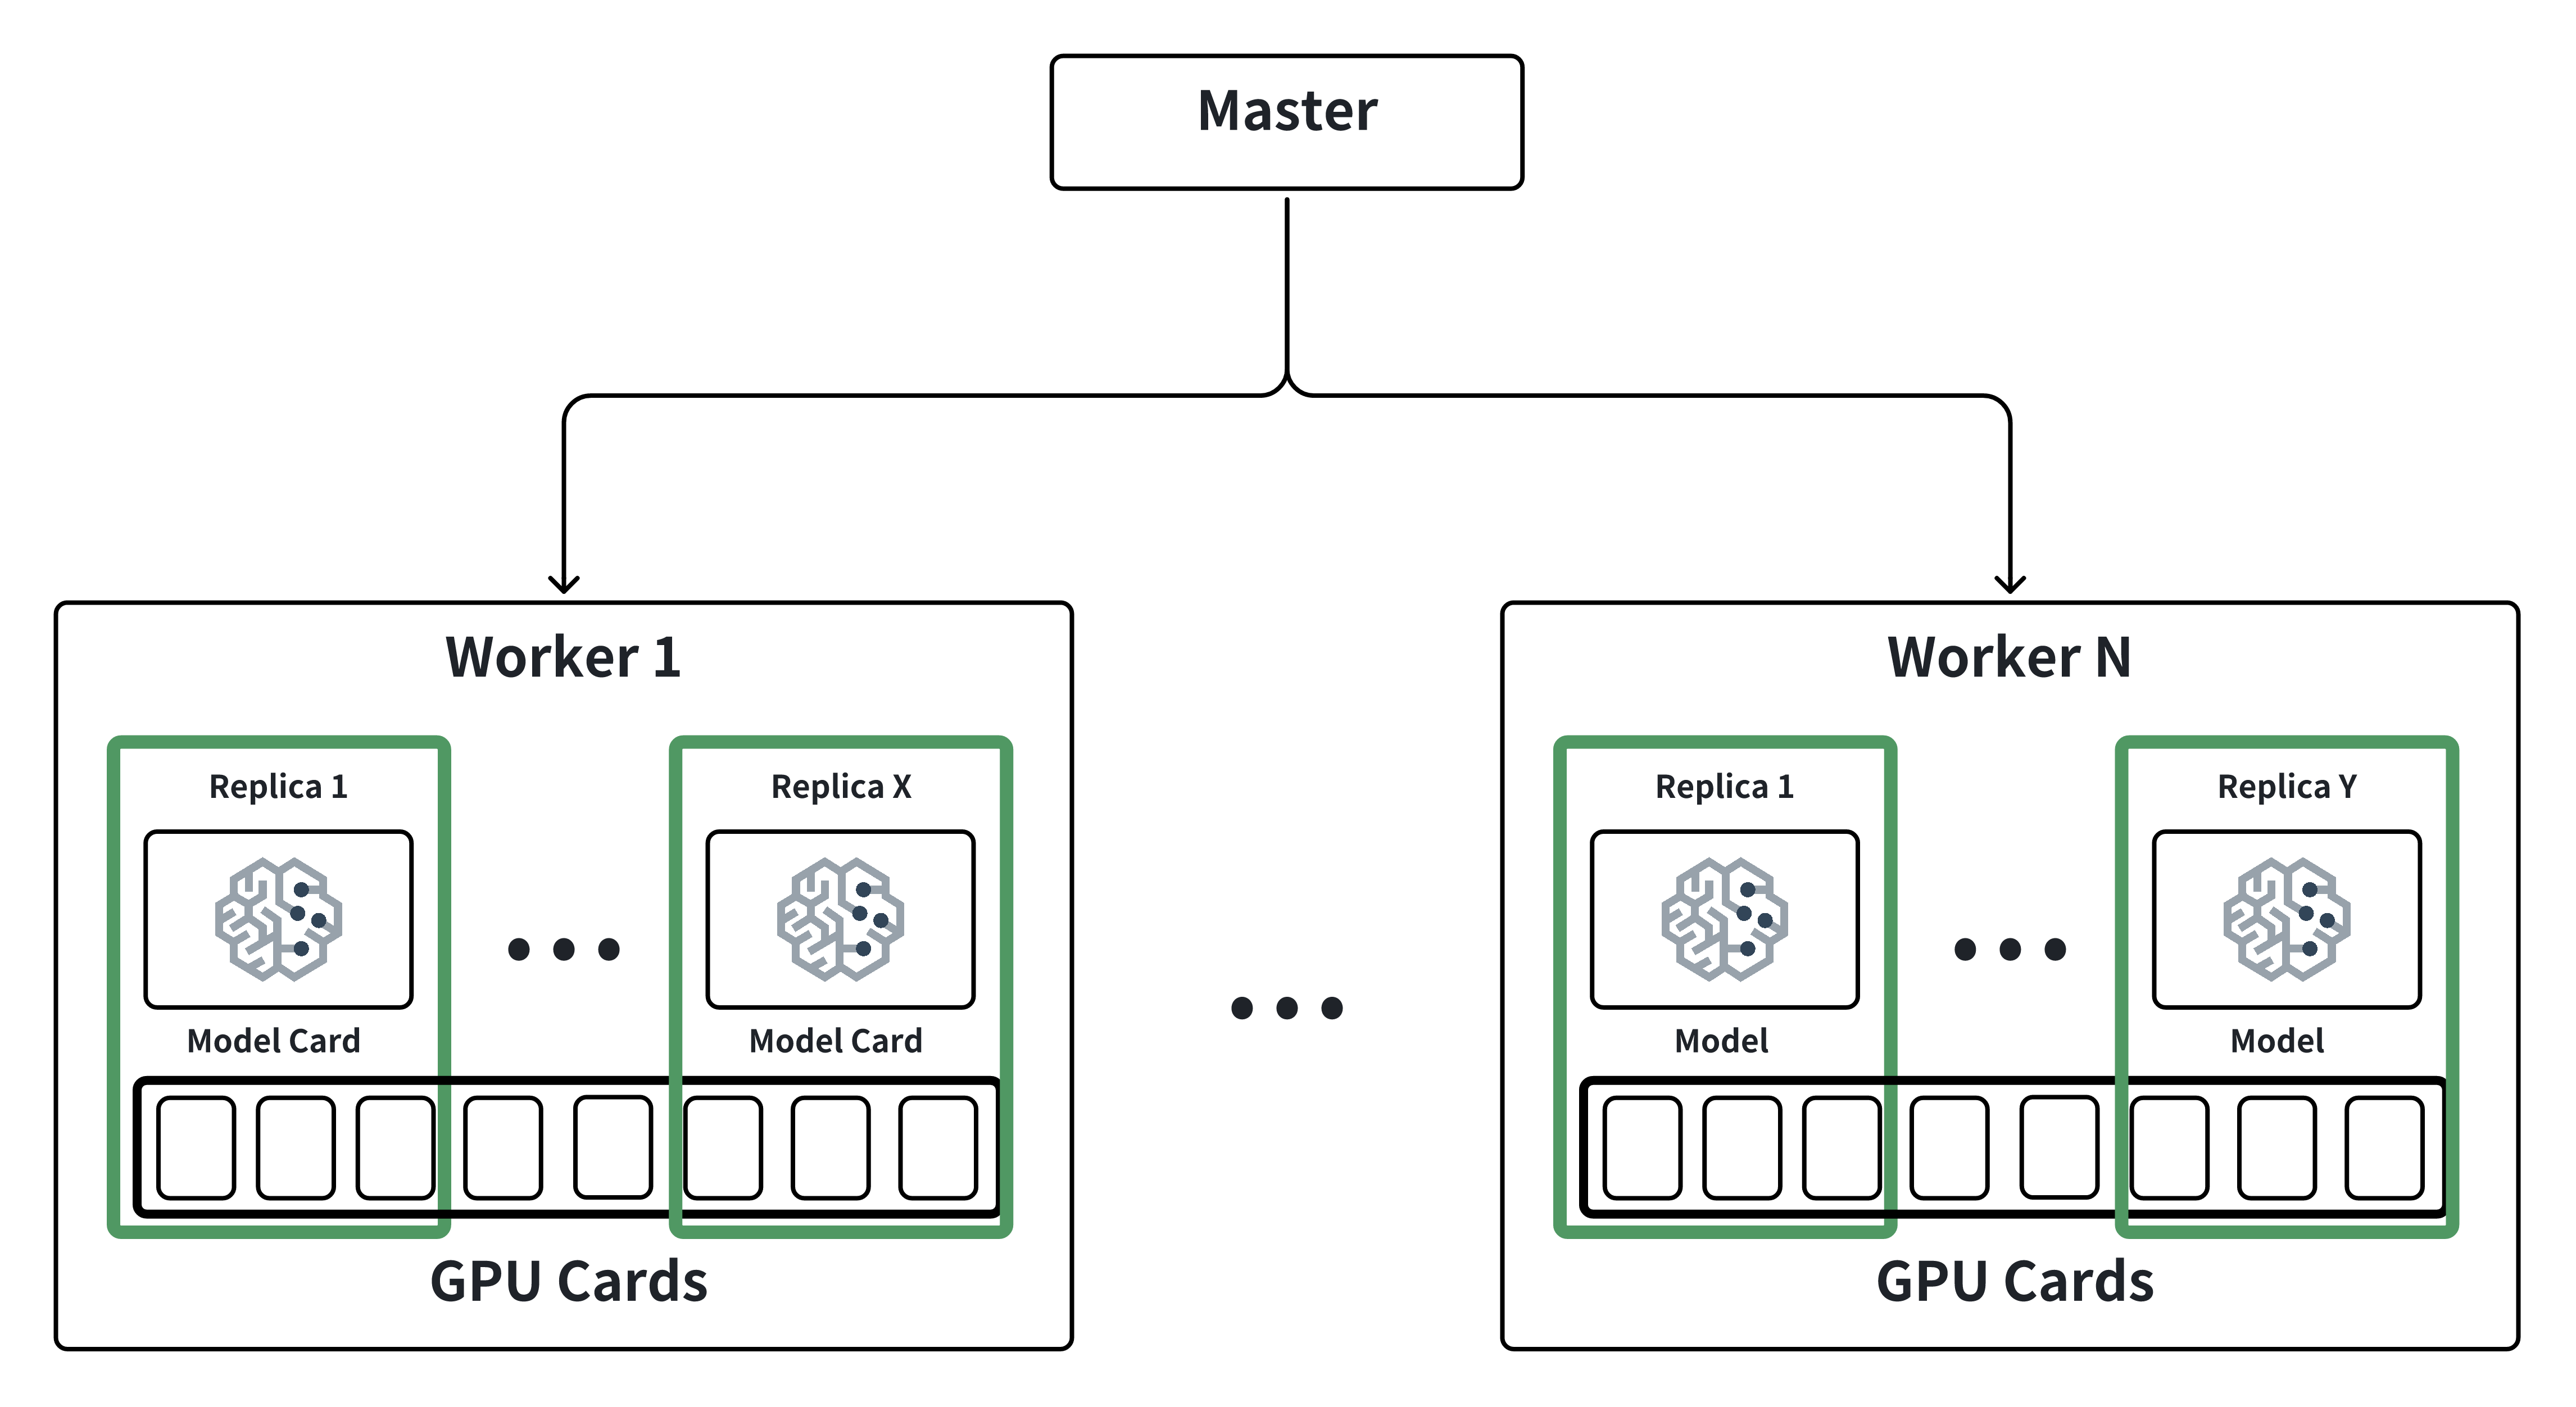 Master
Worker 1
Replica 1
Replica X
Model Card
Model Card
GPU Cards
Worker N
Replica 1
Replica Y
Model
Model
GPU Cards